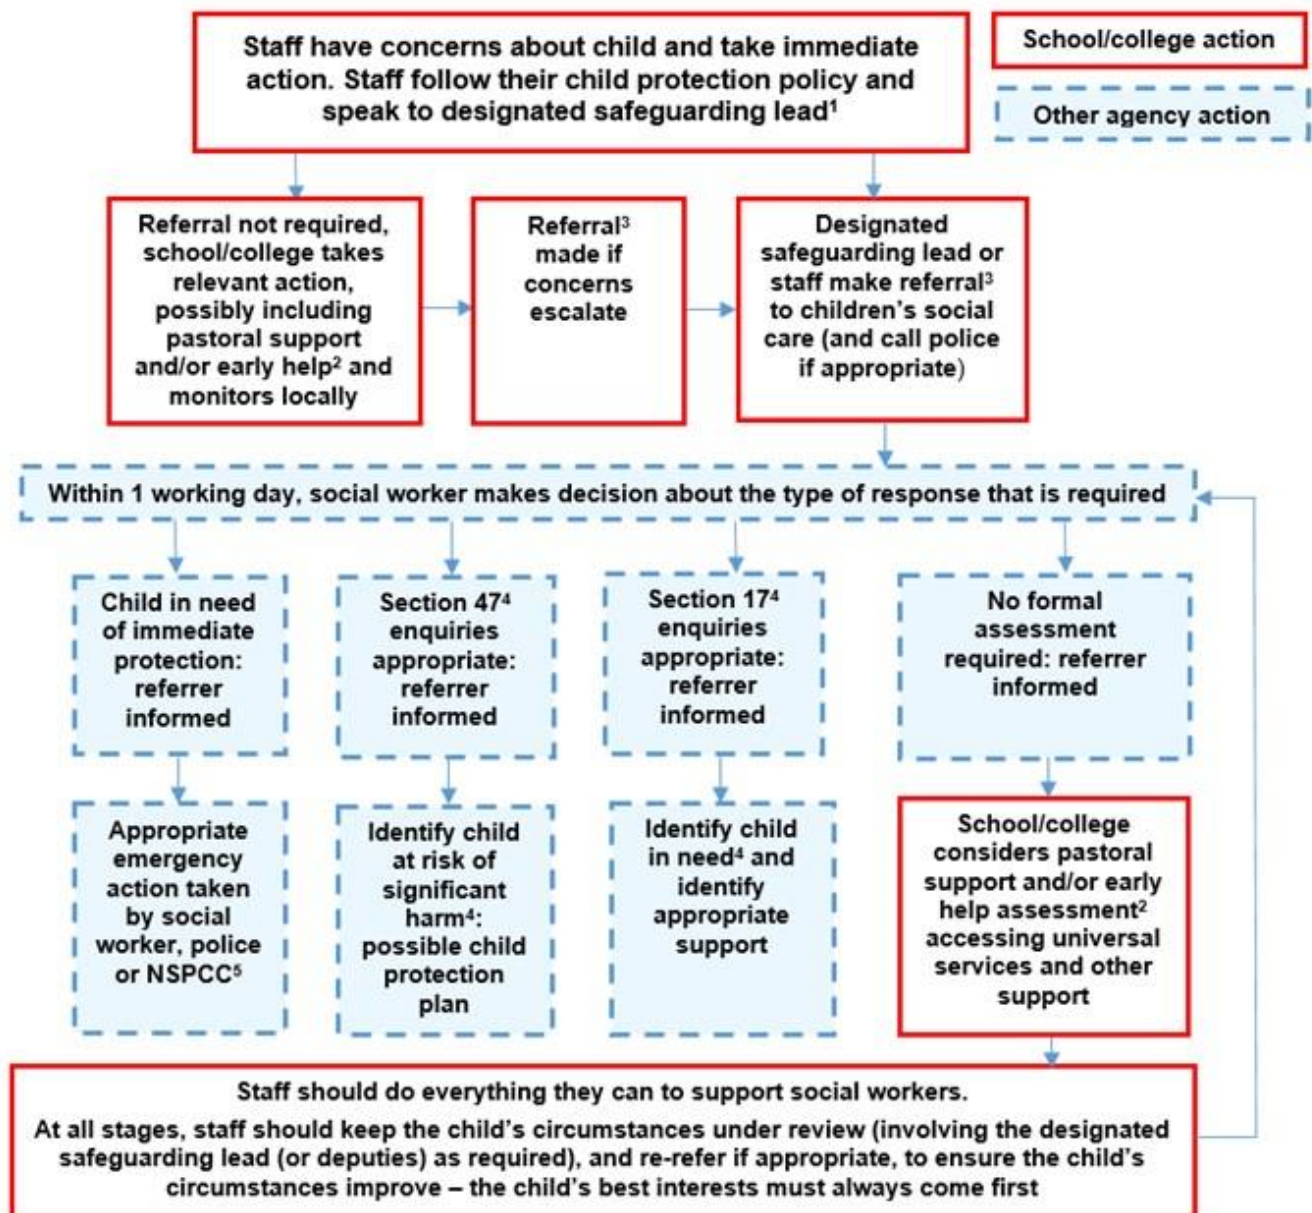 Staff have concerns about child and take immediate
action. Staff follow their child protection policy and
speak to designated safeguarding lead¹
School/college action
Other agency action
Referral not required,
school/college takes
relevant action,
possibly including
pastoral support
and/or early help² and
monitors locally
Referral³
made if
concerns
escalate
Designated
safeguarding lead or
staff make referral³
to children's social
care (and call police
if appropriate)
Within 1 working day, social worker makes decision about the type of response that is required
Child in need
of immediate
protection:
referrer
informed
Section 47⁴
enquiries
appropriate:
referrer
informed
Section 17⁴
enquiries
appropriate:
referrer
informed
No formal
assessment
required: referrer
informed
Appropriate
emergency
action taken
by social
worker, police
or NSPCC⁵
Identify child
at risk of
significant
harm⁴:
possible child
protection
plan
Identify child
in need⁴ and
identify
appropriate
support
School/college
considers pastoral
support and/or early
help assessment²
accessing universal
services and other
support
Staff should do everything they can to support social workers.
At all stages, staff should keep the child's circumstances under review (involving the designated
safeguarding lead (or deputies) as required), and re-refer if appropriate, to ensure the child's
circumstances improve – the child's best interests must always come first